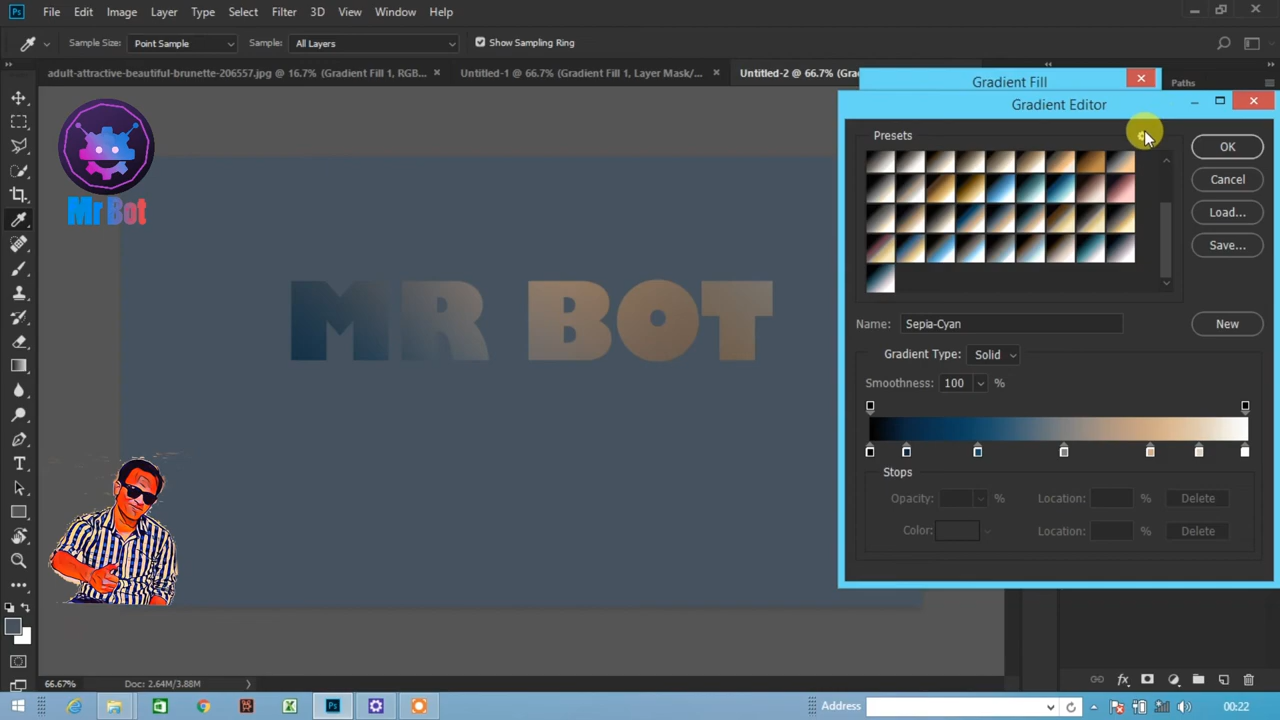 Ps File Edit Image Layer Type Select Filter 3D View Window Help
Sample Size: Point Sample Sample: All Layers Show Sampling Ring
adult-attractive-beautiful-brunette-206557.jpg @ 16.7% (Gradient Fill 1, RGB... × Untitled-1 @ 66.7% (Gradient Fill 1, Layer Mask/... × Untitled-2 @ 66.7% (Gra
Gradient Fill
Paths
Gradient Editor
Presets
OK
Cancel
Load...
Save...
Mr Bot
MR BOT
Name: Sepia-Cyan
New
Gradient Type: Solid
Smoothness: 100 %
Stops
Opacity: % Location: % Delete
Color: Location: % Delete
66.67% Doc: 2.64M/3.88M
Address
00:22